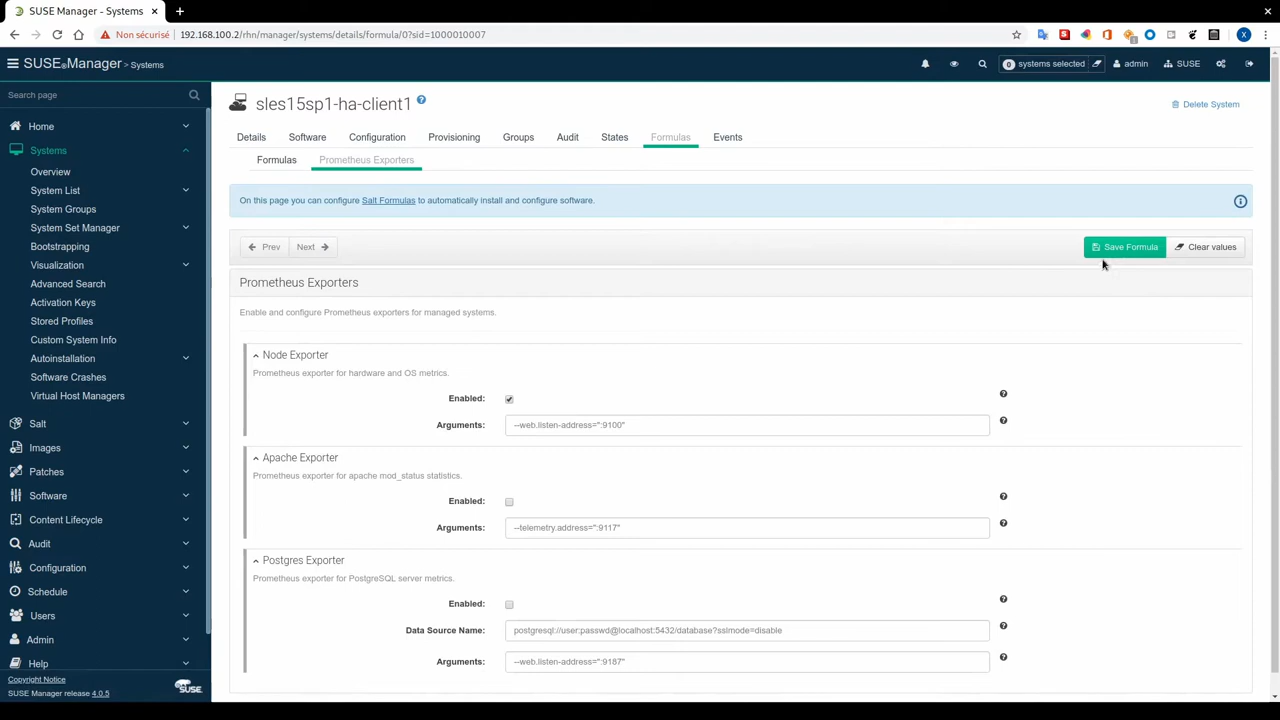 SUSE Manager - Systems
Non sécurisé
192.168.100.2/rhn/manager/systems/details/formula/0?sid=1000010007
X
SUSE®Manager > Systems
0 systems selected
admin
SUSE
Search page
Home
Systems
Overview
System List
System Groups
System Set Manager
Bootstrapping
Visualization
Advanced Search
Activation Keys
Stored Profiles
Custom System Info
Autoinstallation
Software Crashes
Virtual Host Managers
Salt
Images
Patches
Software
Content Lifecycle
Audit
Configuration
Schedule
Users
Admin
Help
Copyright Notice
SUSE Manager release 4.0.5
SUSE
sles15sp1-ha-client1
Delete System
Details Software Configuration Provisioning Groups Audit States Formulas Events
Formulas Prometheus Exporters
On this page you can configure Salt Formulas to automatically install and configure software.
Prev Next
Save Formula Clear values
Prometheus Exporters
Enable and configure Prometheus exporters for managed systems.
Node Exporter
Prometheus exporter for hardware and OS metrics.
Enabled:
Arguments: --web.listen-address=":9100"
Apache Exporter
Prometheus exporter for apache mod_status statistics.
Enabled:
Arguments: --telemetry.address=":9117"
Postgres Exporter
Prometheus exporter for PostgreSQL server metrics.
Enabled:
Data Source Name: postgresql://user:passwd@localhost:5432/database?sslmode=disable
Arguments: --web.listen-address=":9187"